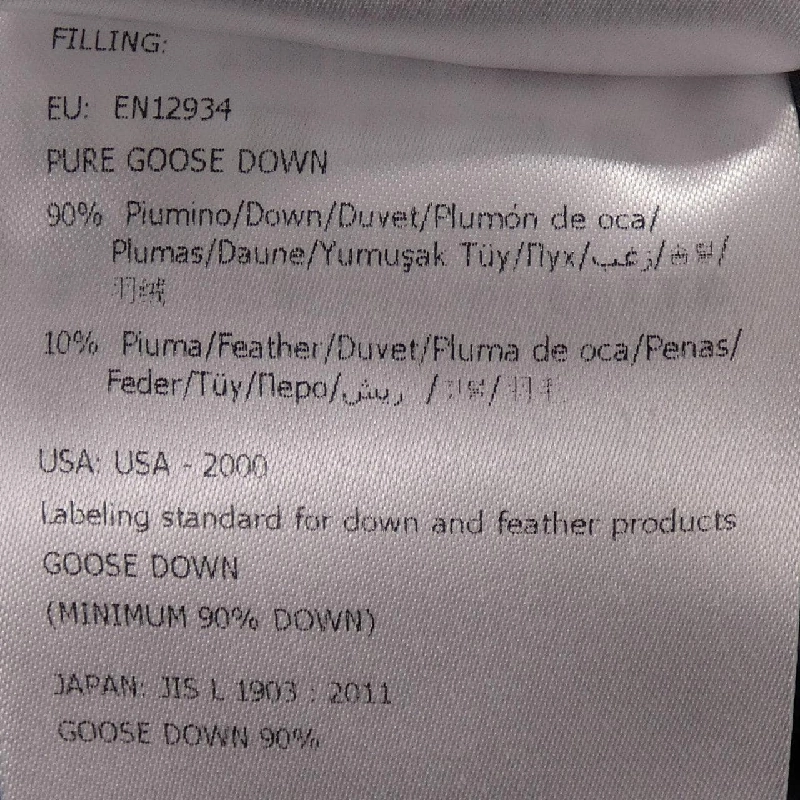 FILLING:
EU: EN12934
PURE GOOSE DOWN
90% Piumino/Down/Duvet/Plumón de oca/
Plumas/Daune/Yumuşak Tüy/Пух/زغب/
羽绒
10% Piuma/Feather/Duvet/Pluma de oca/Penas/
Feder/Tüy/Перо/ريش /
USA: USA - 2000
Labeling standard for down and feather products
GOOSE DOWN
(MINIMUM 90% DOWN)
JAPAN: JIS L 1903 : 2011
GOOSE DOWN 90%